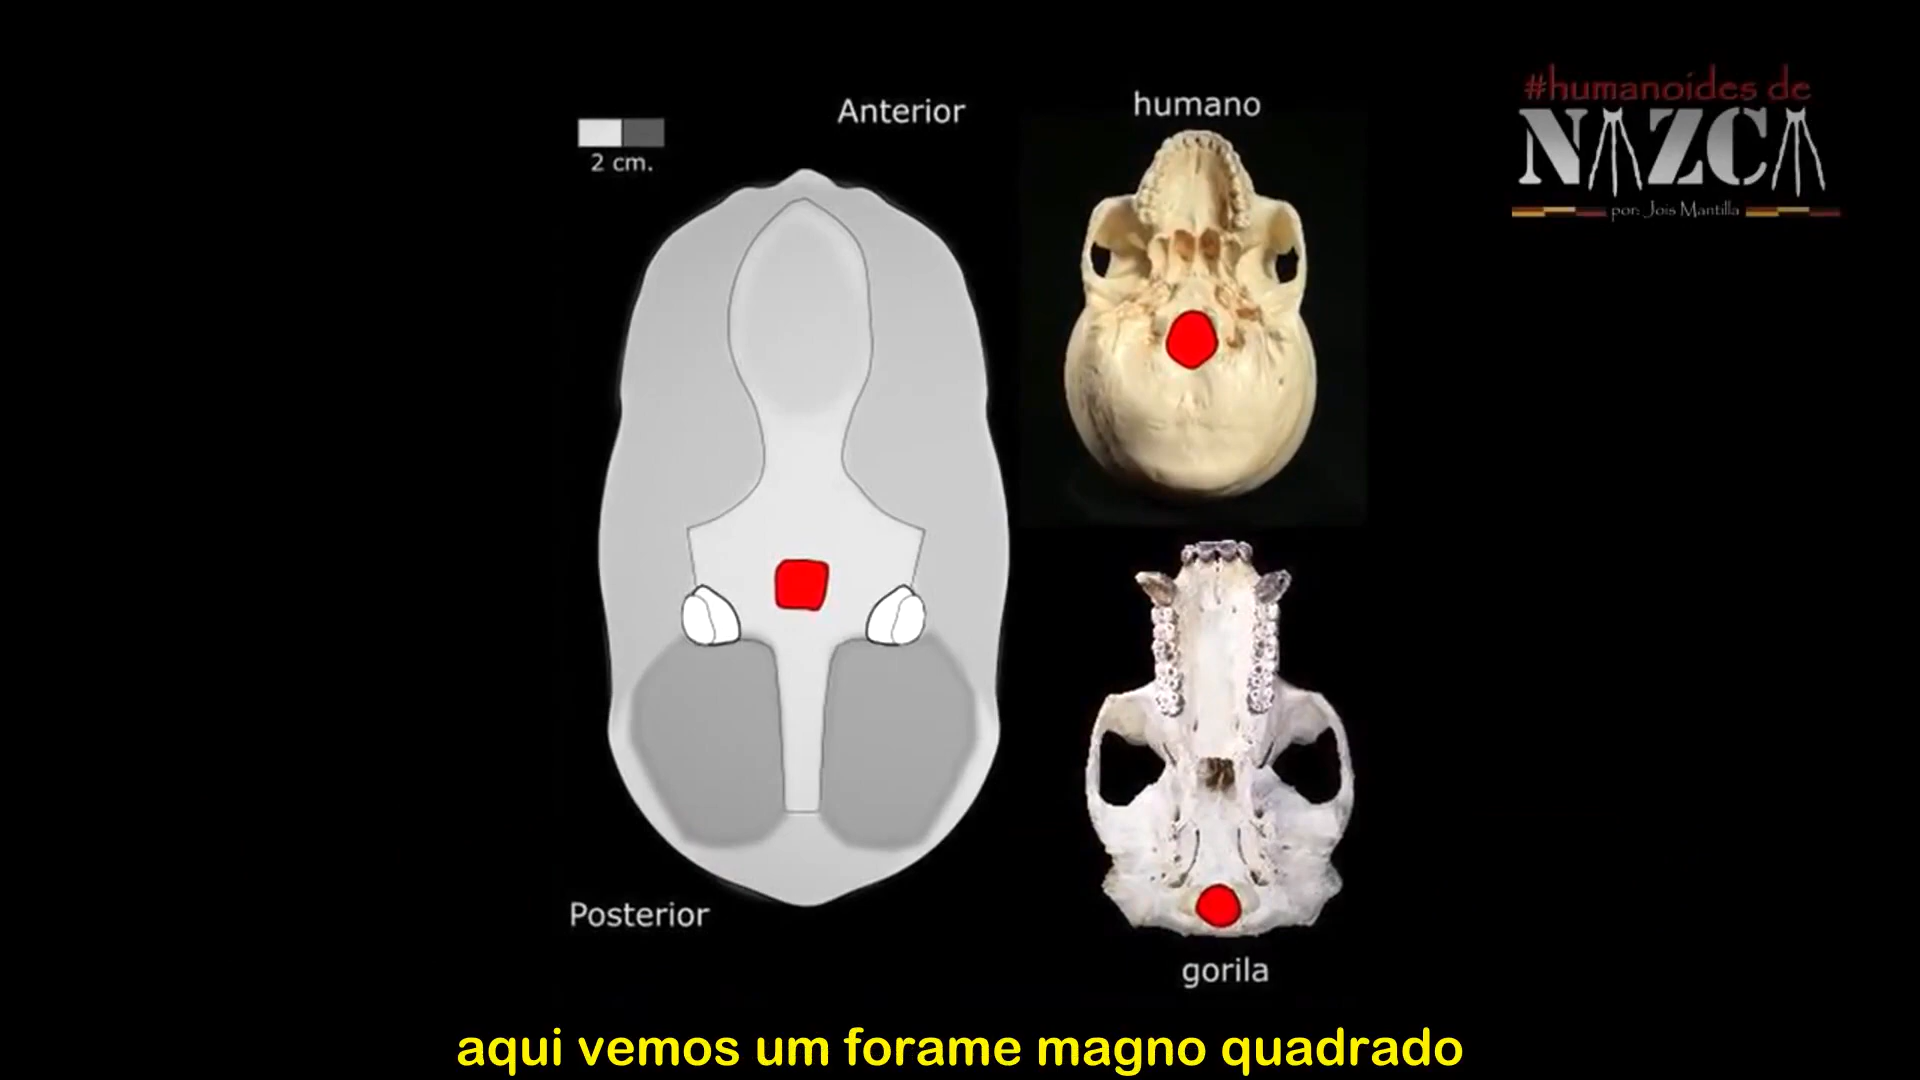 Anterior
humano
2 cm.
#humanoides de
NAZCA
por: Jois Mantilla
Posterior
gorila
aqui vemos um forame magno quadrado